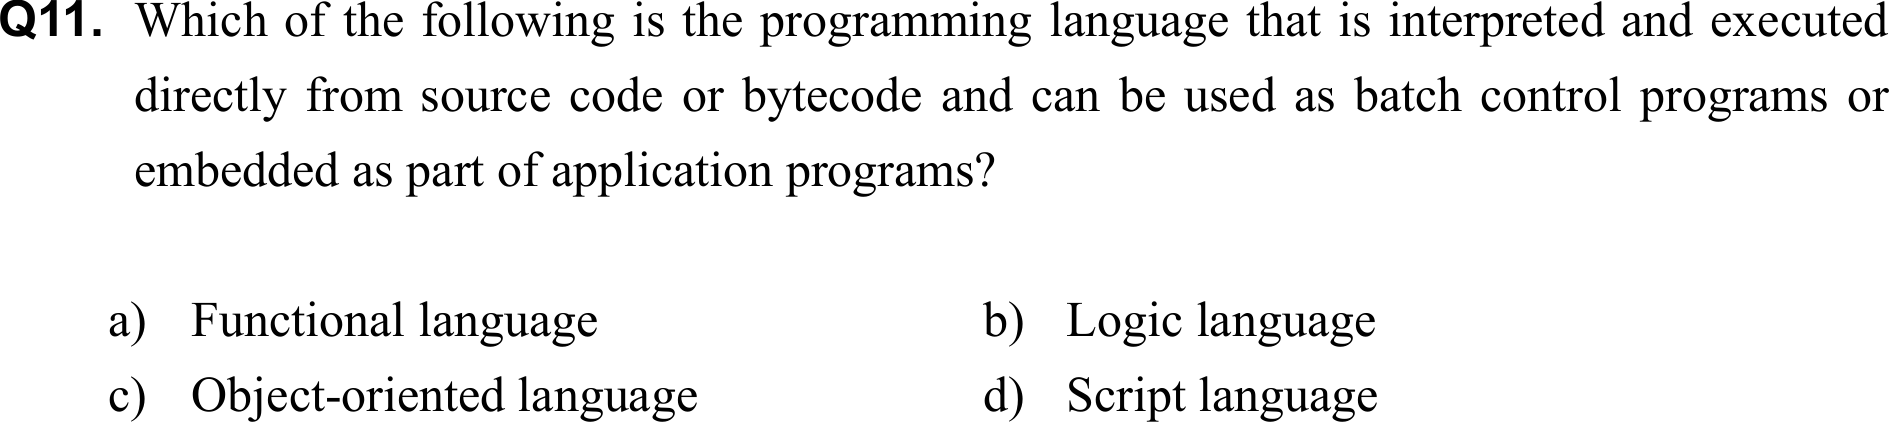 Q11. Which of the following is the programming language that is interpreted and executed
directly from source code or bytecode and can be used as batch control programs or
embedded as part of application programs?
a) Functional language b) Logic language
c) Object-oriented language d) Script language